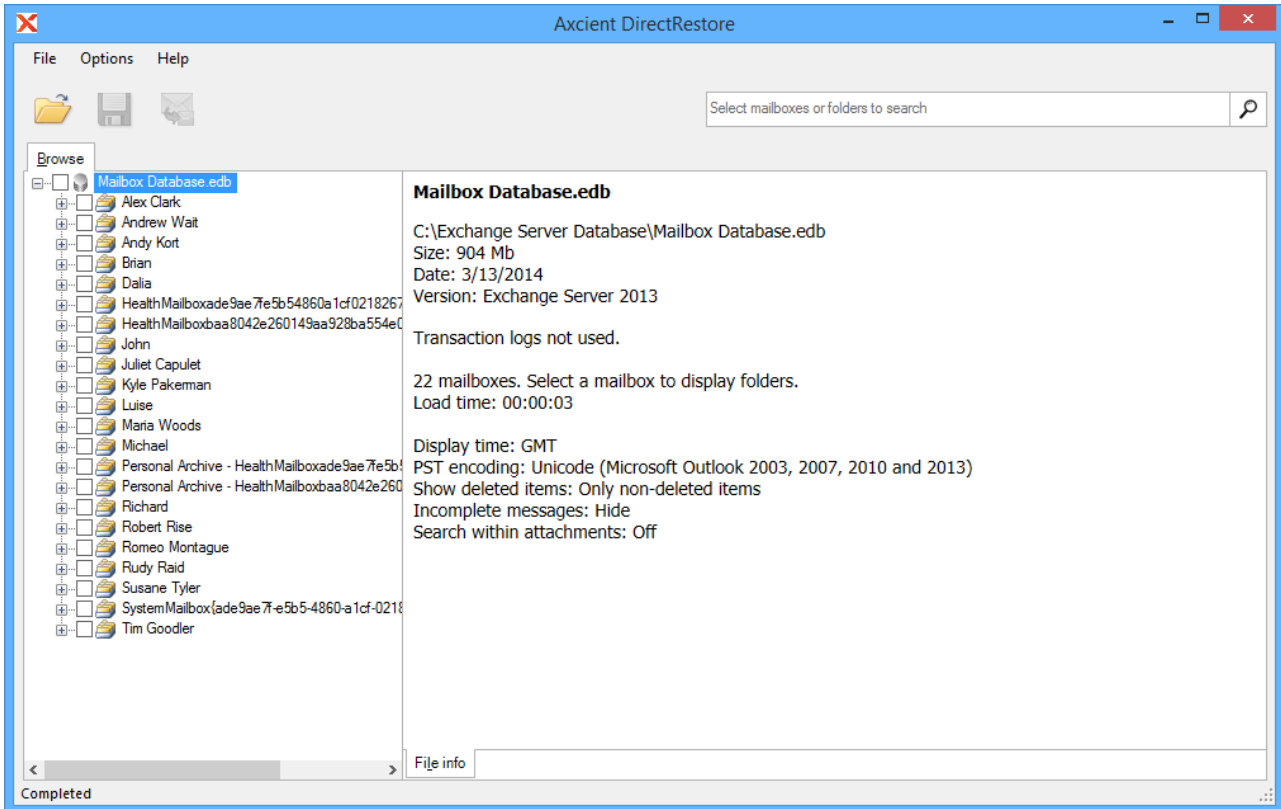 Axcient DirectRestore
File Options Help
Select mailboxes or folders to search
Browse
Mailbox Database.edb
Alex Clark
Andrew Wait
Andy Kort
Brian
Dalia
HealthMailboxade9ae7fe5b54860a1cf0218267
HealthMailboxbaa8042e260149aa928ba554e0
John
Juliet Capulet
Kyle Pakerman
Luise
Maria Woods
Michael
Personal Archive - HealthMailboxade9ae7fe5b5
Personal Archive - HealthMailboxbaa8042e260
Richard
Robert Rise
Romeo Montague
Rudy Raid
Susane Tyler
SystemMailbox{ade9ae7f-e5b5-4860-a1cf-0218
Tim Goodler
Mailbox Database.edb
C:\Exchange Server Database\Mailbox Database.edb
Size: 904 Mb
Date: 3/13/2014
Version: Exchange Server 2013
Transaction logs not used.
22 mailboxes. Select a mailbox to display folders.
Load time: 00:00:03
Display time: GMT
PST encoding: Unicode (Microsoft Outlook 2003, 2007, 2010 and 2013)
Show deleted items: Only non-deleted items
Incomplete messages: Hide
Search within attachments: Off
File info
Completed